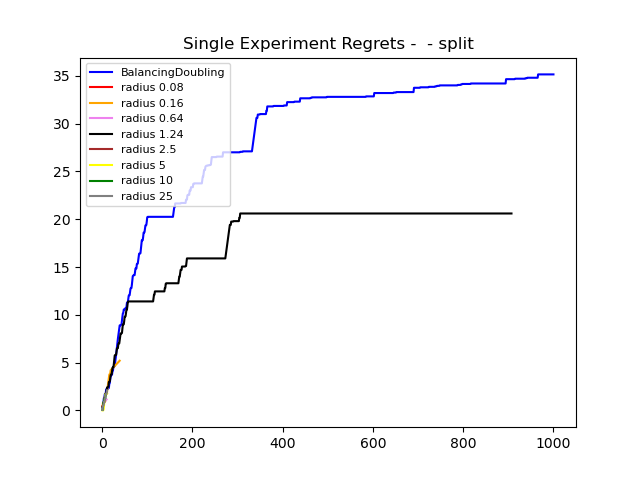 Single Experiment Regrets -  - split
BalancingDoubling
radius 0.08
radius 0.16
radius 0.64
radius 1.24
radius 2.5
radius 5
radius 10
radius 25
35
30
25
20
15
10
5
0
0 200 400 600 800 1000